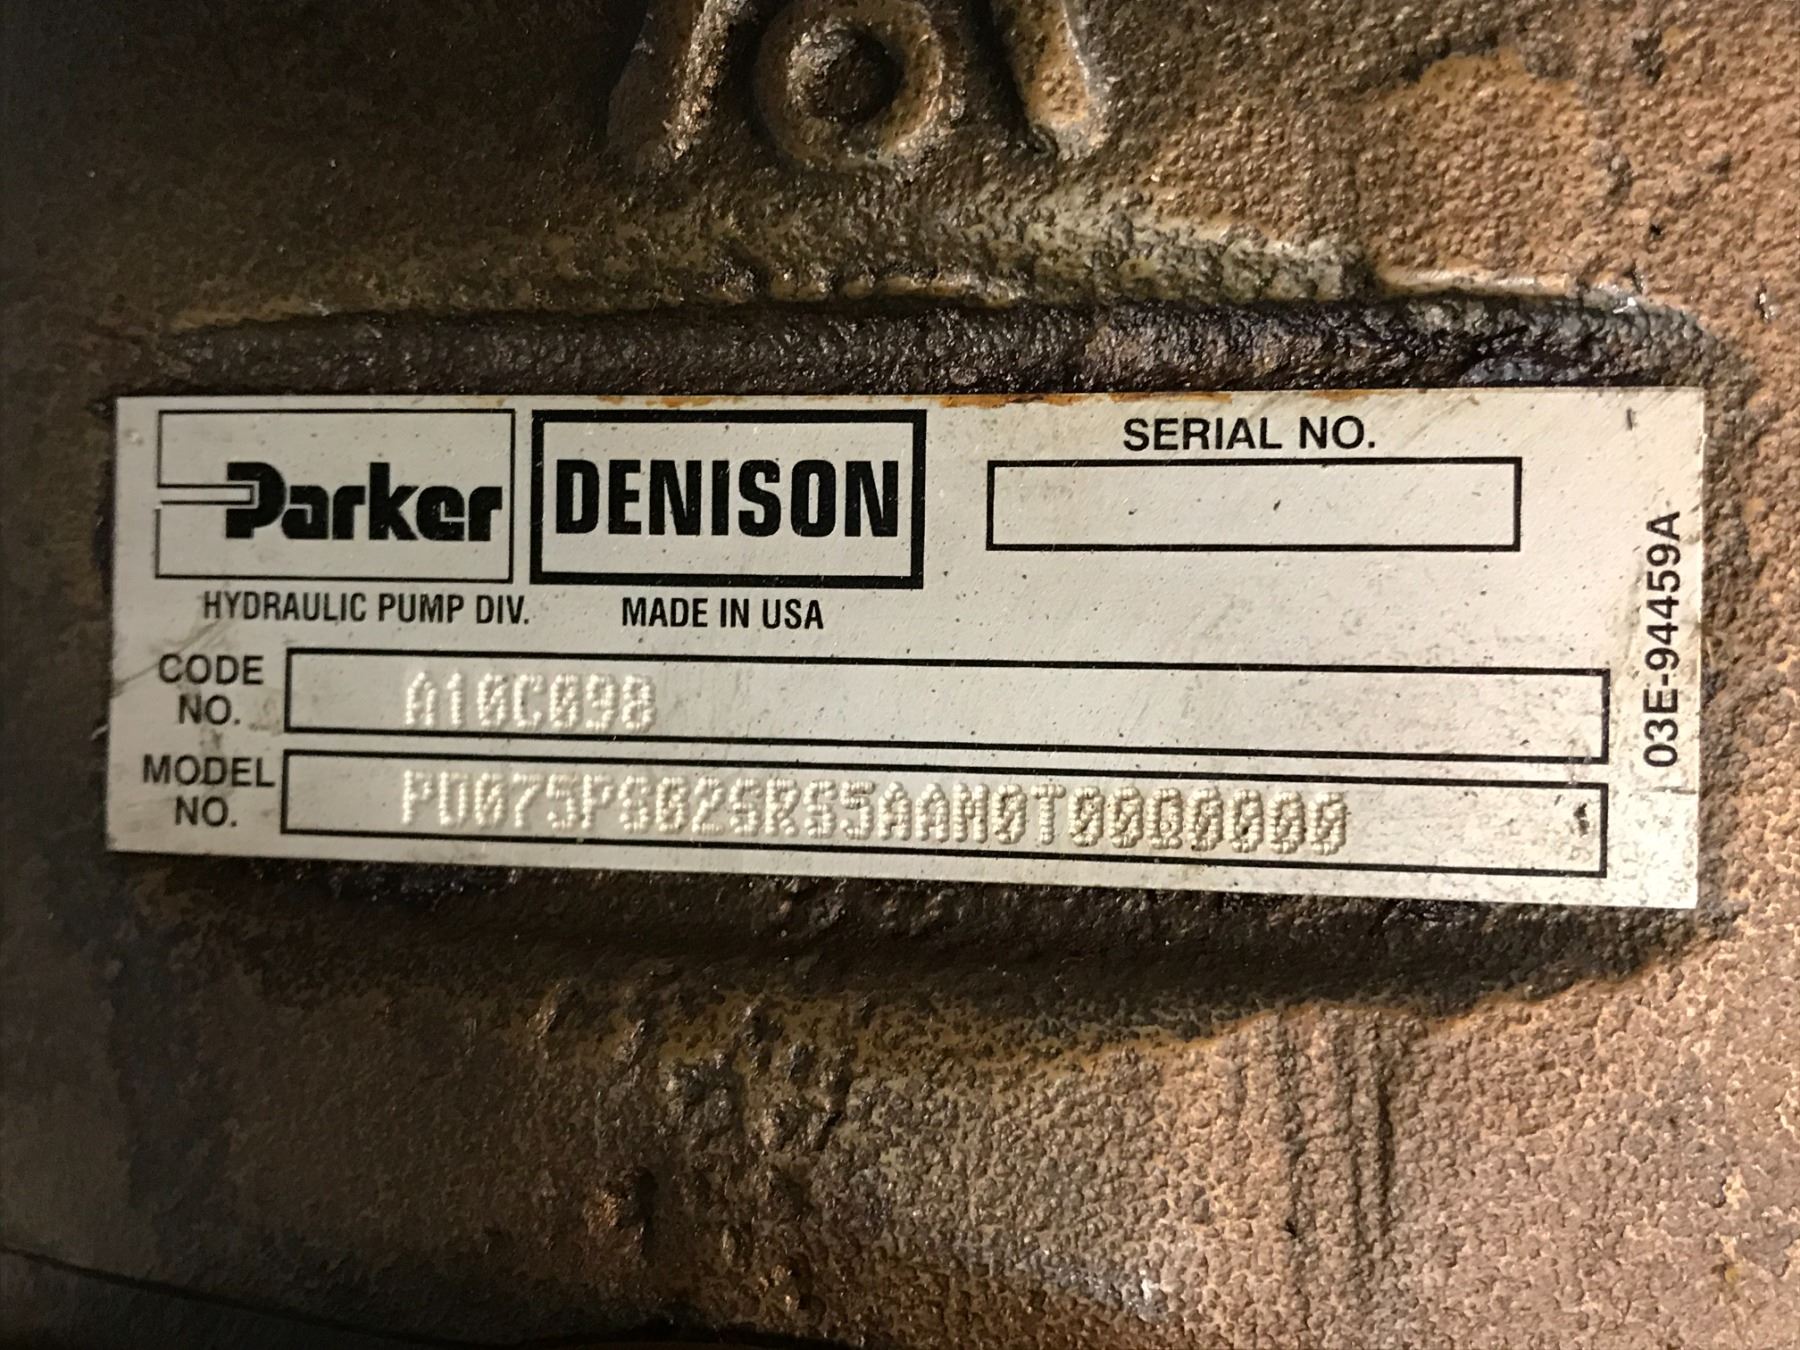 Parker
DENISON
SERIAL NO.
HYDRAULIC PUMP DIV.
MADE IN USA
CODE NO.
A10C098
MODEL NO.
PD075PS02SRS5AAM0T00Q0000
03E-94459A